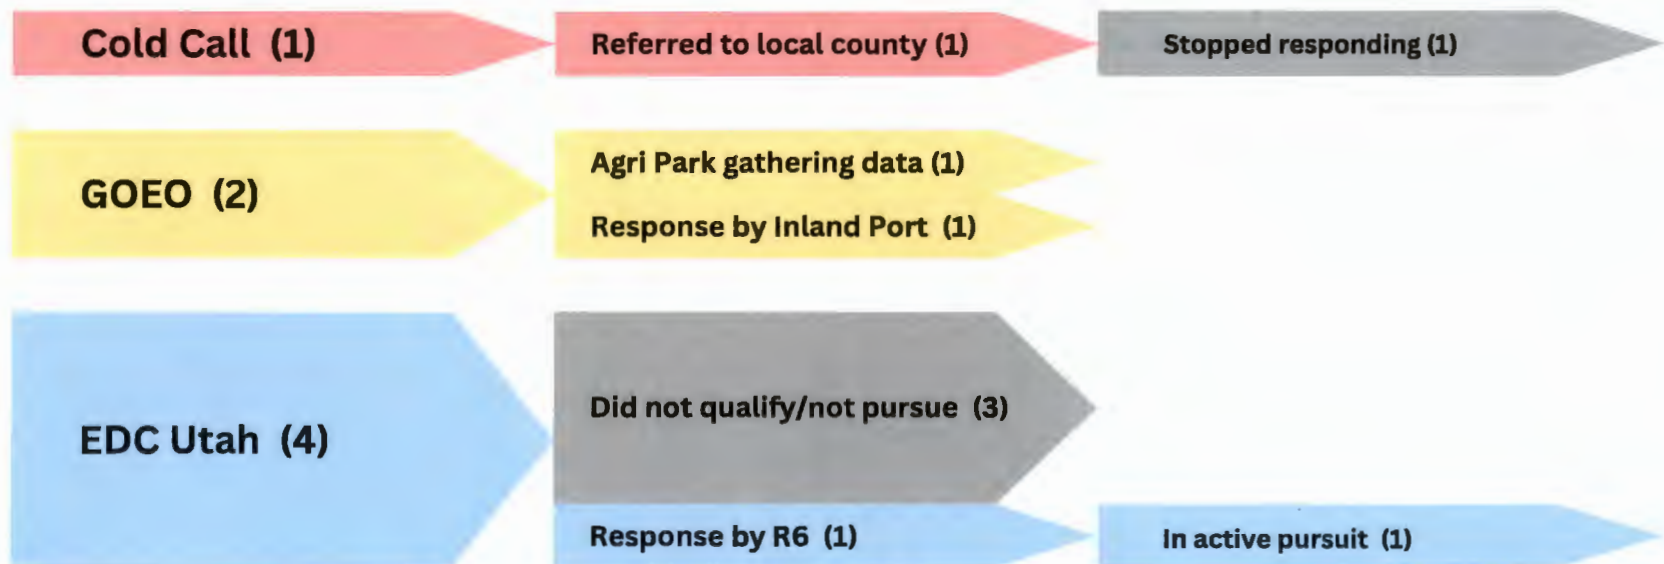 Cold Call (1)
Referred to local county (1)
Stopped responding (1)
GOEO (2)
Agri Park gathering data (1)
Response by Inland Port (1)
EDC Utah (4)
Did not qualify/not pursue (3)
Response by R6 (1)
In active pursuit (1)